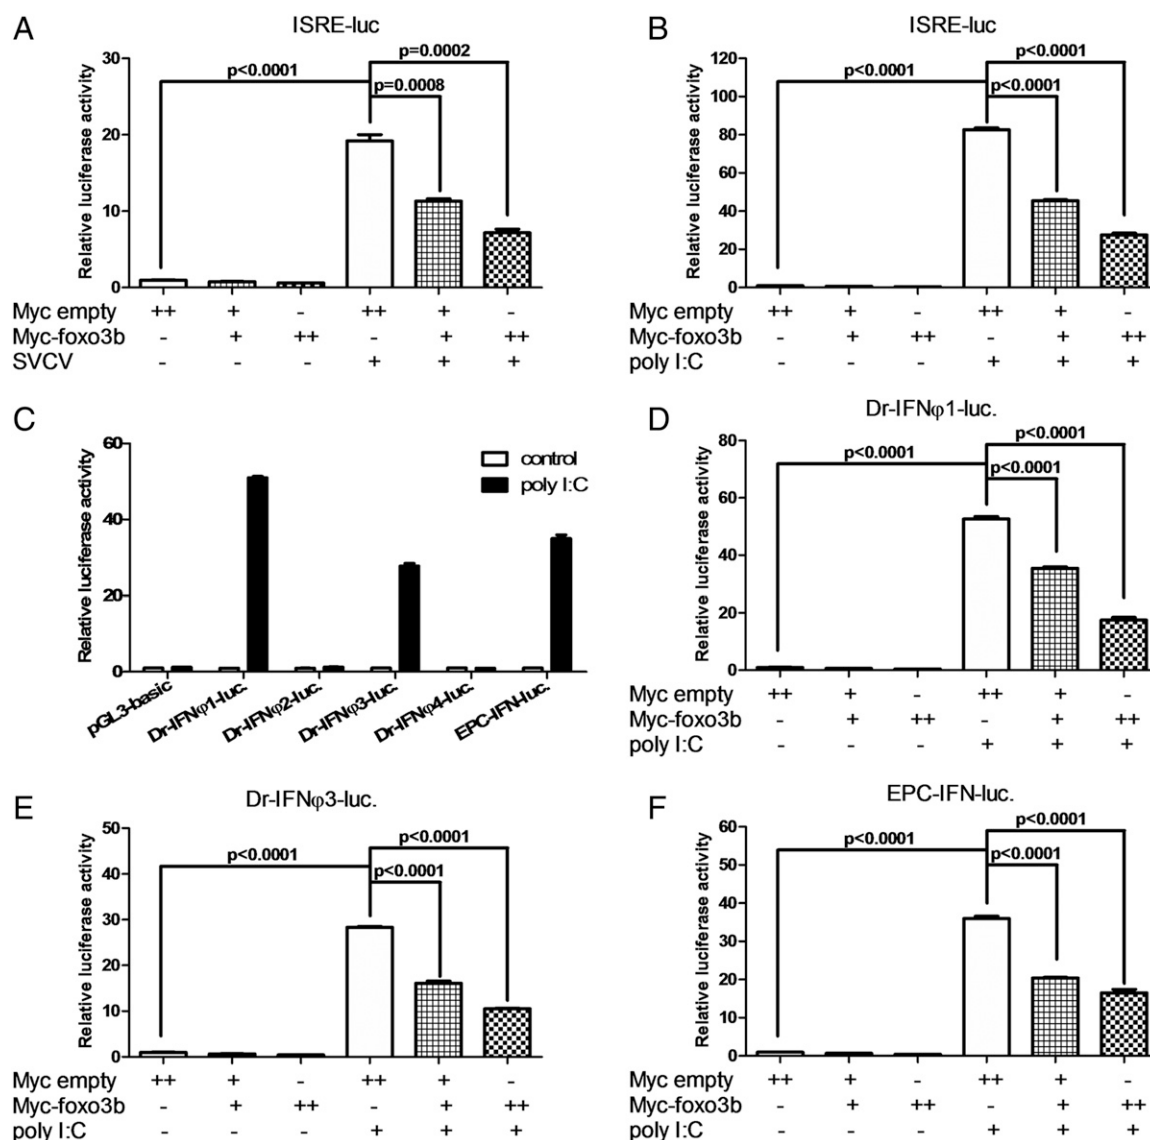 A
ISRE-luc
Relative luciferase activity
30
20
10
0
p<0.0001
p=0.0002
p=0.0008
Myc empty ++ + - ++ + -
Myc-foxo3b - + ++ - + ++
SVCV - - - + + +
B
ISRE-luc
Relative luciferase activity
120
100
80
60
40
20
0
p<0.0001
p<0.0001
p<0.0001
Myc empty ++ + - ++ + -
Myc-foxo3b - + ++ - + ++
poly I:C - - - + + +
C
Relative luciferase activity
60
40
20
0
control
poly I:C
pGL3-basic
Dr-IFNφ1-luc.
Dr-IFNφ2-luc.
Dr-IFNφ3-luc.
Dr-IFNφ4-luc.
EPC-IFN-luc.
D
Dr-IFNφ1-luc.
Relative luciferase activity
80
60
40
20
0
p<0.0001
p<0.0001
p<0.0001
Myc empty ++ + - ++ + -
Myc-foxo3b - + ++ - + ++
poly I:C - - - + + +
E
Dr-IFNφ3-luc.
Relative luciferase activity
50
40
30
20
10
0
p<0.0001
p<0.0001
p<0.0001
Myc empty ++ + - ++ + -
Myc-foxo3b - + ++ - + ++
poly I:C - - - + + +
F
EPC-IFN-luc.
Relative luciferase activity
60
50
40
30
20
10
0
p<0.0001
p<0.0001
p<0.0001
Myc empty ++ + - ++ + -
Myc-foxo3b - + ++ - + ++
poly I:C - - - + + +